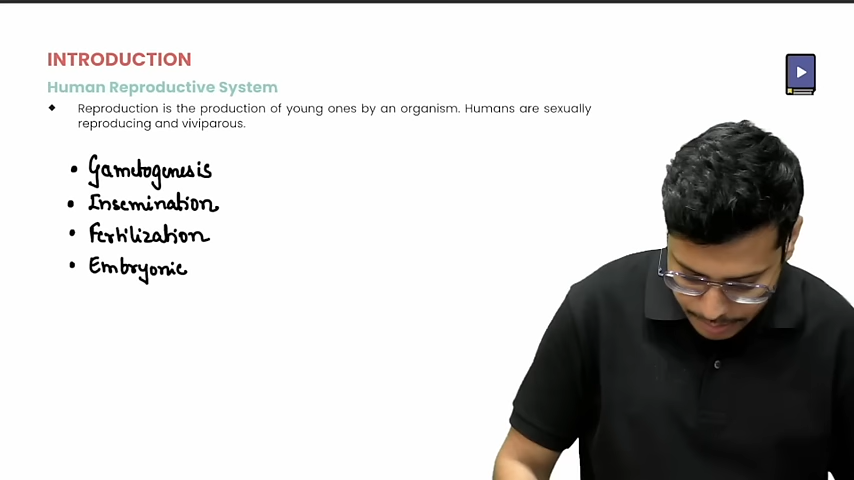 INTRODUCTION
Human Reproductive System
◆ Reproduction is the production of young ones by an organism. Humans are sexually
reproducing and viviparous.
• Gametogenesis
• Insemination
• Fertilization
• Embryonic